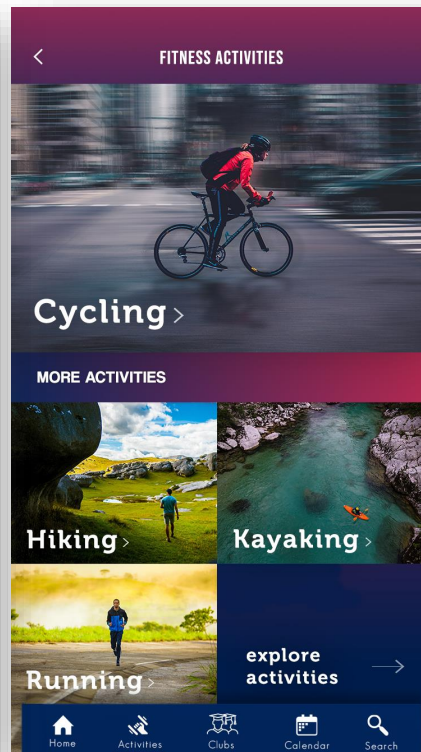 FITNESS ACTIVITIES
Cycling
MORE ACTIVITIES
Hiking
Kayaking
Running
explore
activities
Home
Activities
Clubs
Calendar
Search